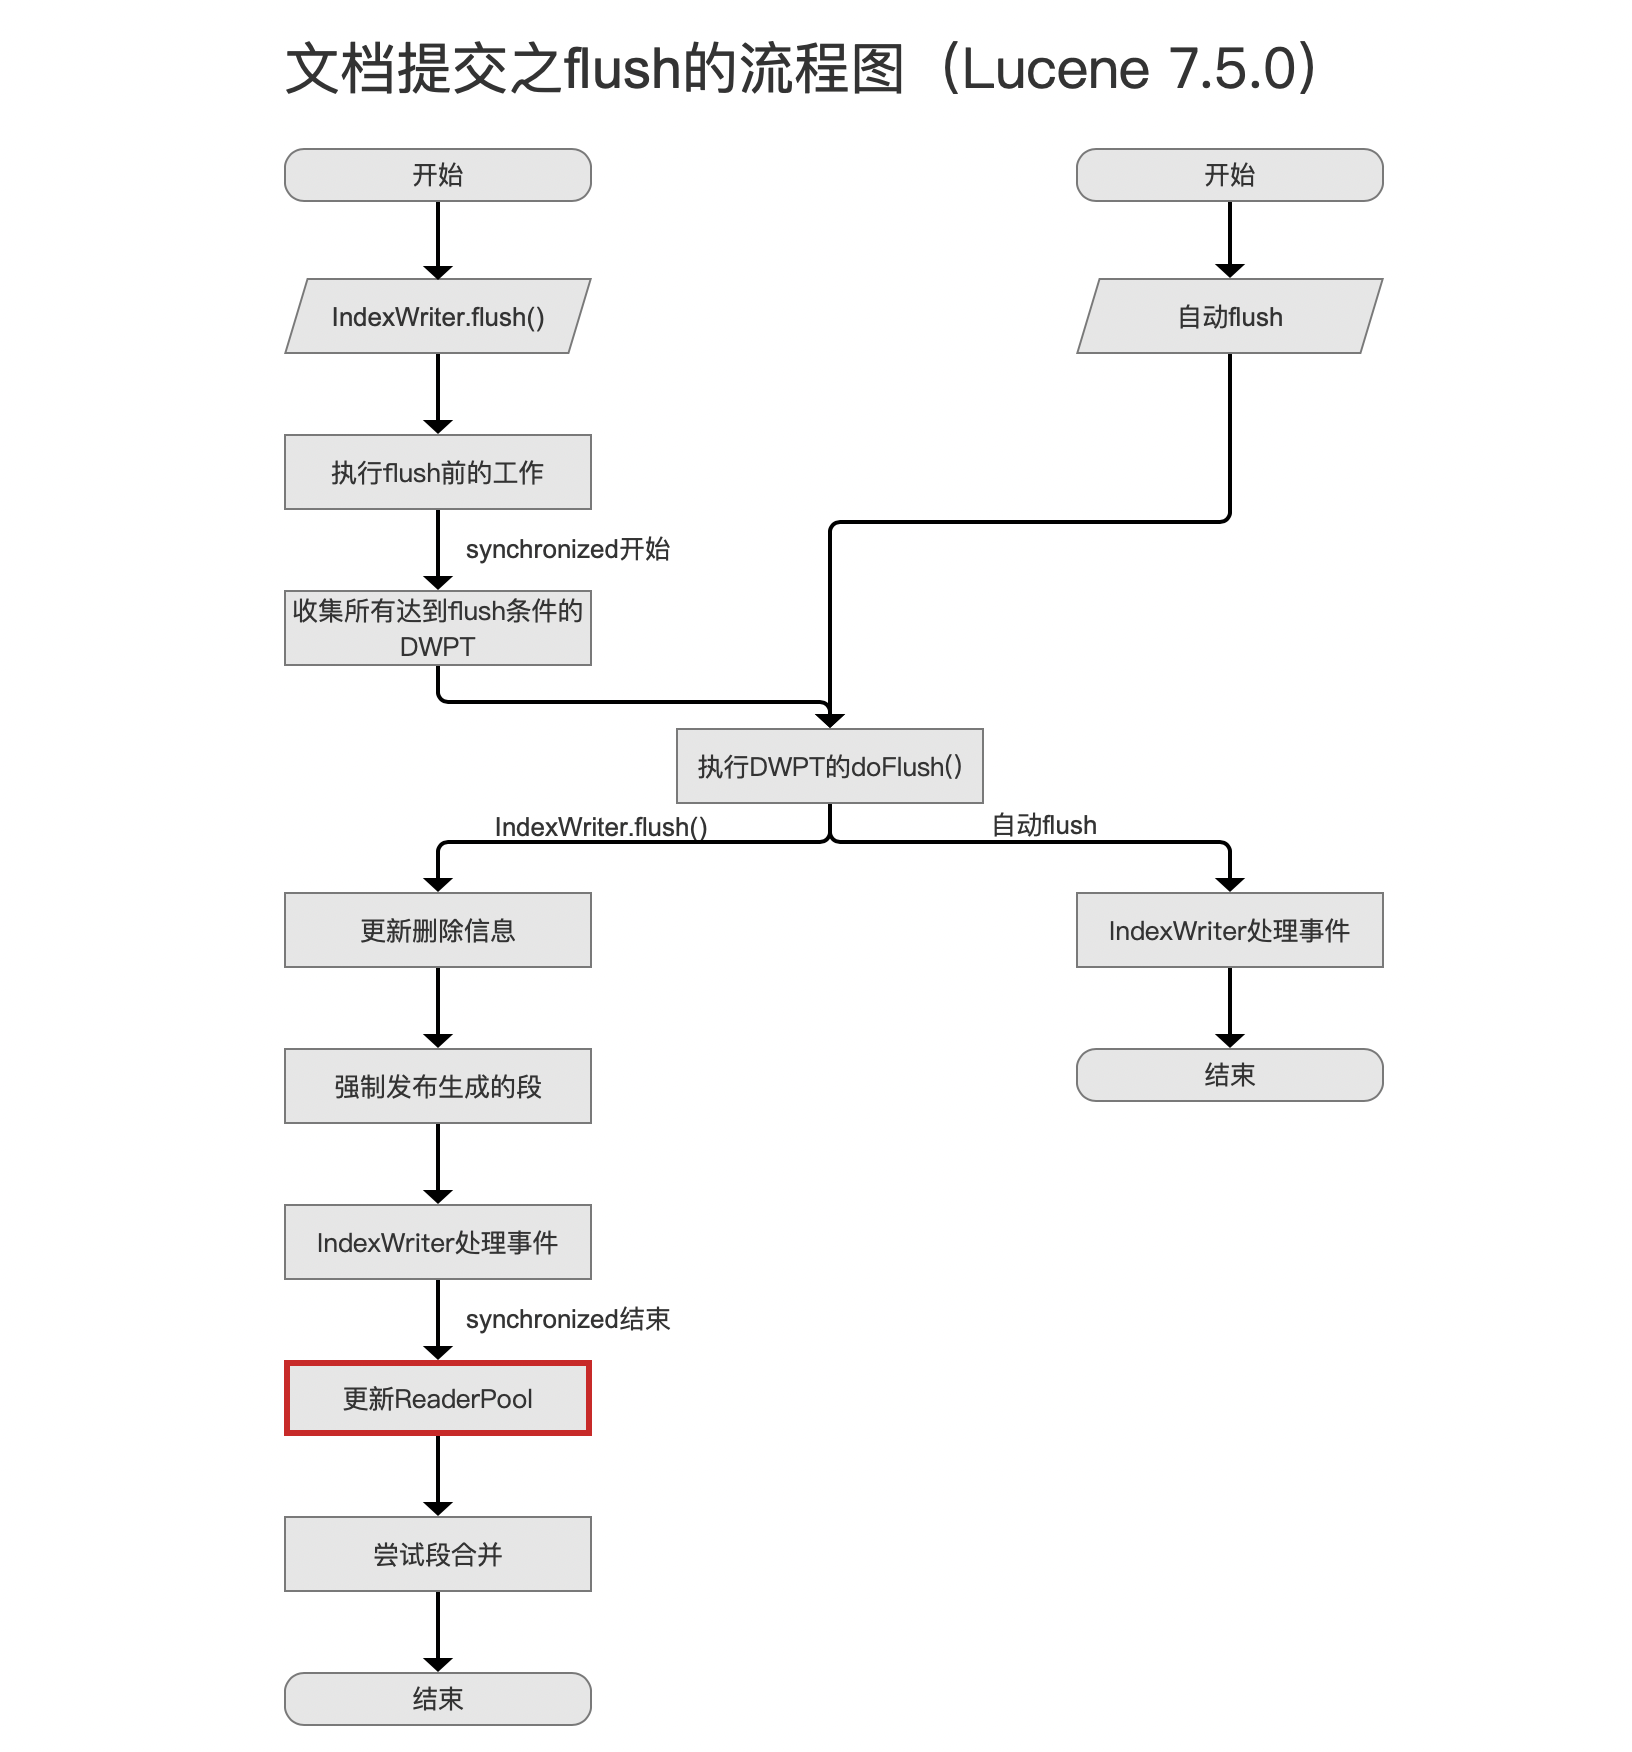 文档提交之flush的流程图（Lucene 7.5.0）
开始
开始
IndexWriter.flush()
自动flush
执行flush前的工作
synchronized开始
收集所有达到flush条件的
DWPT
执行DWPT的doFlush()
IndexWriter.flush()
自动flush
更新删除信息
IndexWriter处理事件
强制发布生成的段
结束
IndexWriter处理事件
synchronized结束
更新ReaderPool
尝试段合并
结束